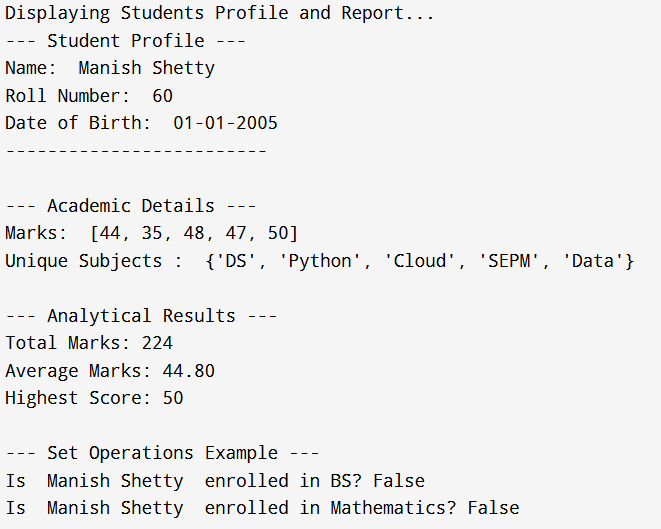 Displaying Students Profile and Report...
--- Student Profile ---
Name:  Manish Shetty
Roll Number:  60
Date of Birth:  01-01-2005
-------------------------
--- Academic Details ---
Marks:  [44, 35, 48, 47, 50]
Unique Subjects :  {'DS', 'Python', 'Cloud', 'SEPM', 'Data'}
--- Analytical Results ---
Total Marks: 224
Average Marks: 44.80
Highest Score: 50
--- Set Operations Example ---
Is  Manish Shetty  enrolled in BS? False
Is  Manish Shetty  enrolled in Mathematics? False